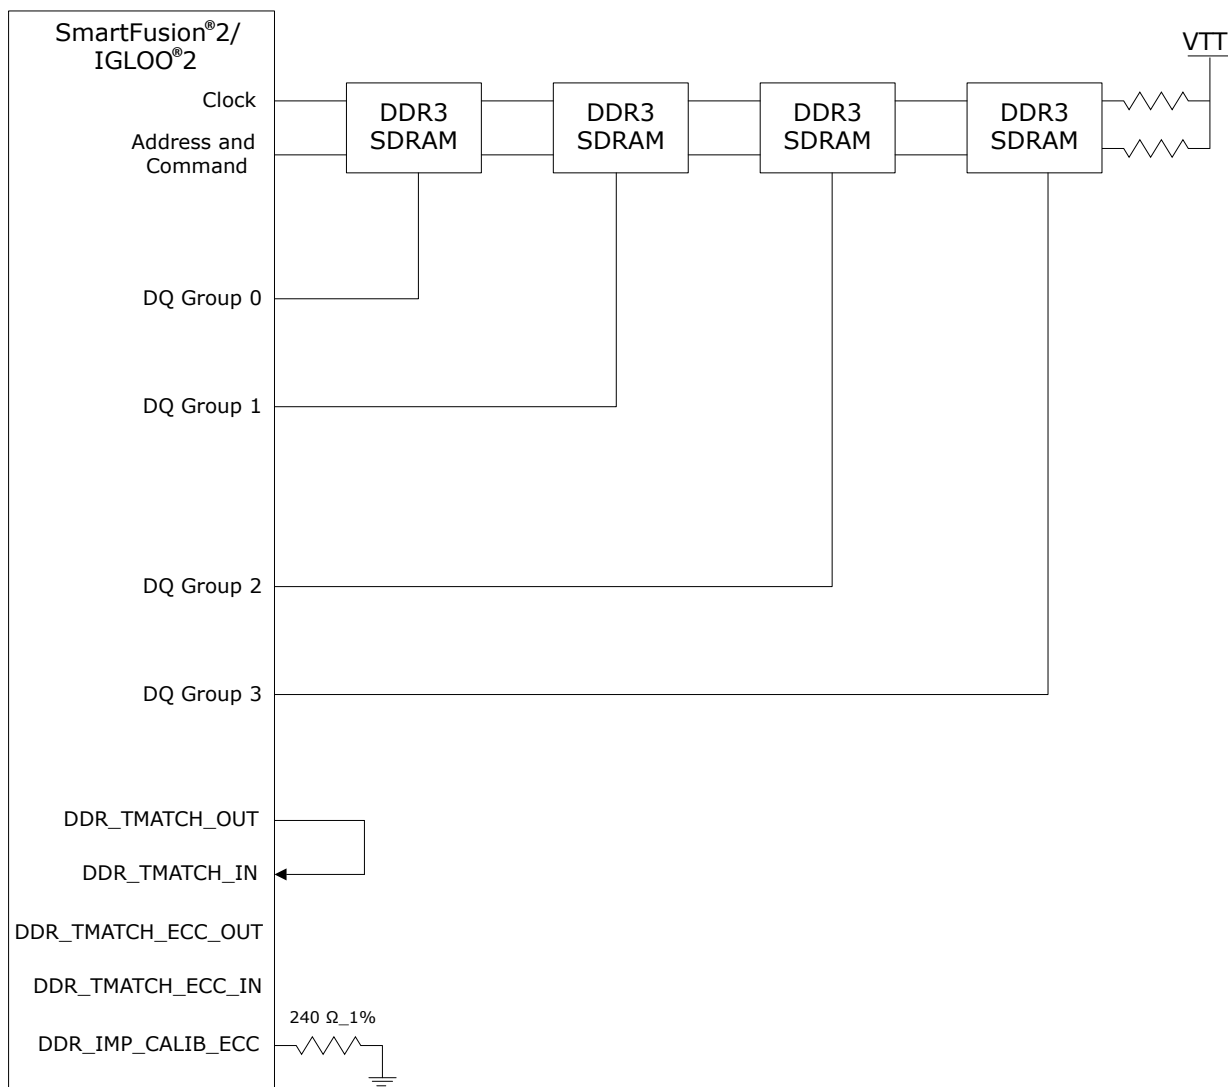 SmartFusion®2/
IGLOO®2
VTT
Clock
Address and
Command
DDR3
SDRAM
DDR3
SDRAM
DDR3
SDRAM
DDR3
SDRAM
DQ Group 0
DQ Group 1
DQ Group 2
DQ Group 3
DDR_TMATCH_OUT
DDR_TMATCH_IN
DDR_TMATCH_ECC_OUT
DDR_TMATCH_ECC_IN
240 Ω_1%
DDR_IMP_CALIB_ECC